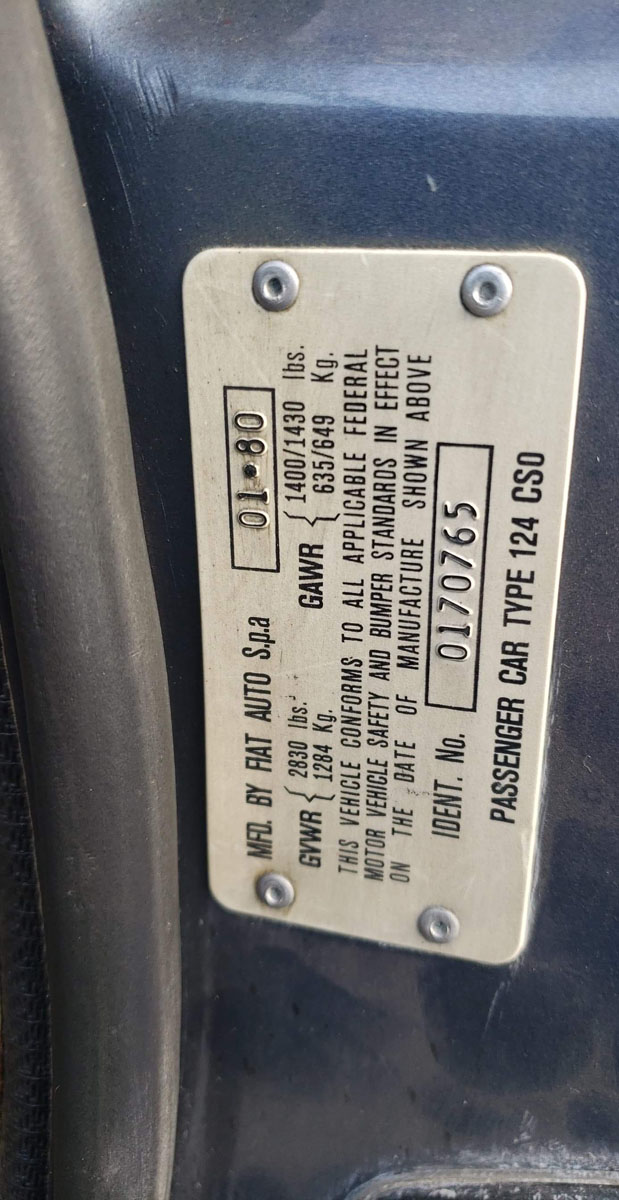 MFD. BY FIAT AUTO S.p.a 01•80
GVWR { 2830 lbs. GAWR { 1400/1430 lbs.
1284 Kg. 635/649 Kg.
THIS VEHICLE CONFORMS TO ALL APPLICABLE FEDERAL
MOTOR VEHICLE SAFETY AND BUMPER STANDARDS IN EFFECT
ON THE DATE OF MANUFACTURE SHOWN ABOVE
IDENT. No. 0170765
PASSENGER CAR TYPE 124 CS0